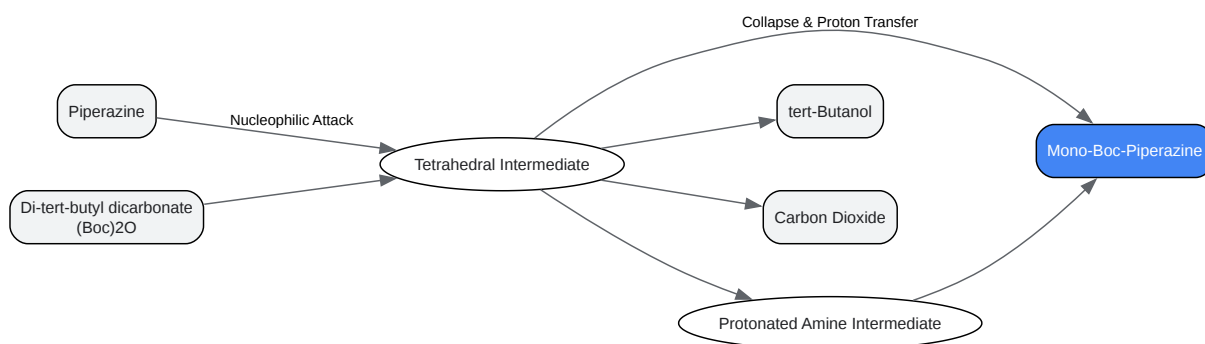 Collapse & Proton Transfer
Piperazine
Nucleophilic Attack
tert-Butanol
Mono-Boc-Piperazine
Tetrahedral Intermediate
Di-tert-butyl dicarbonate
(Boc)2O
Carbon Dioxide
Protonated Amine Intermediate